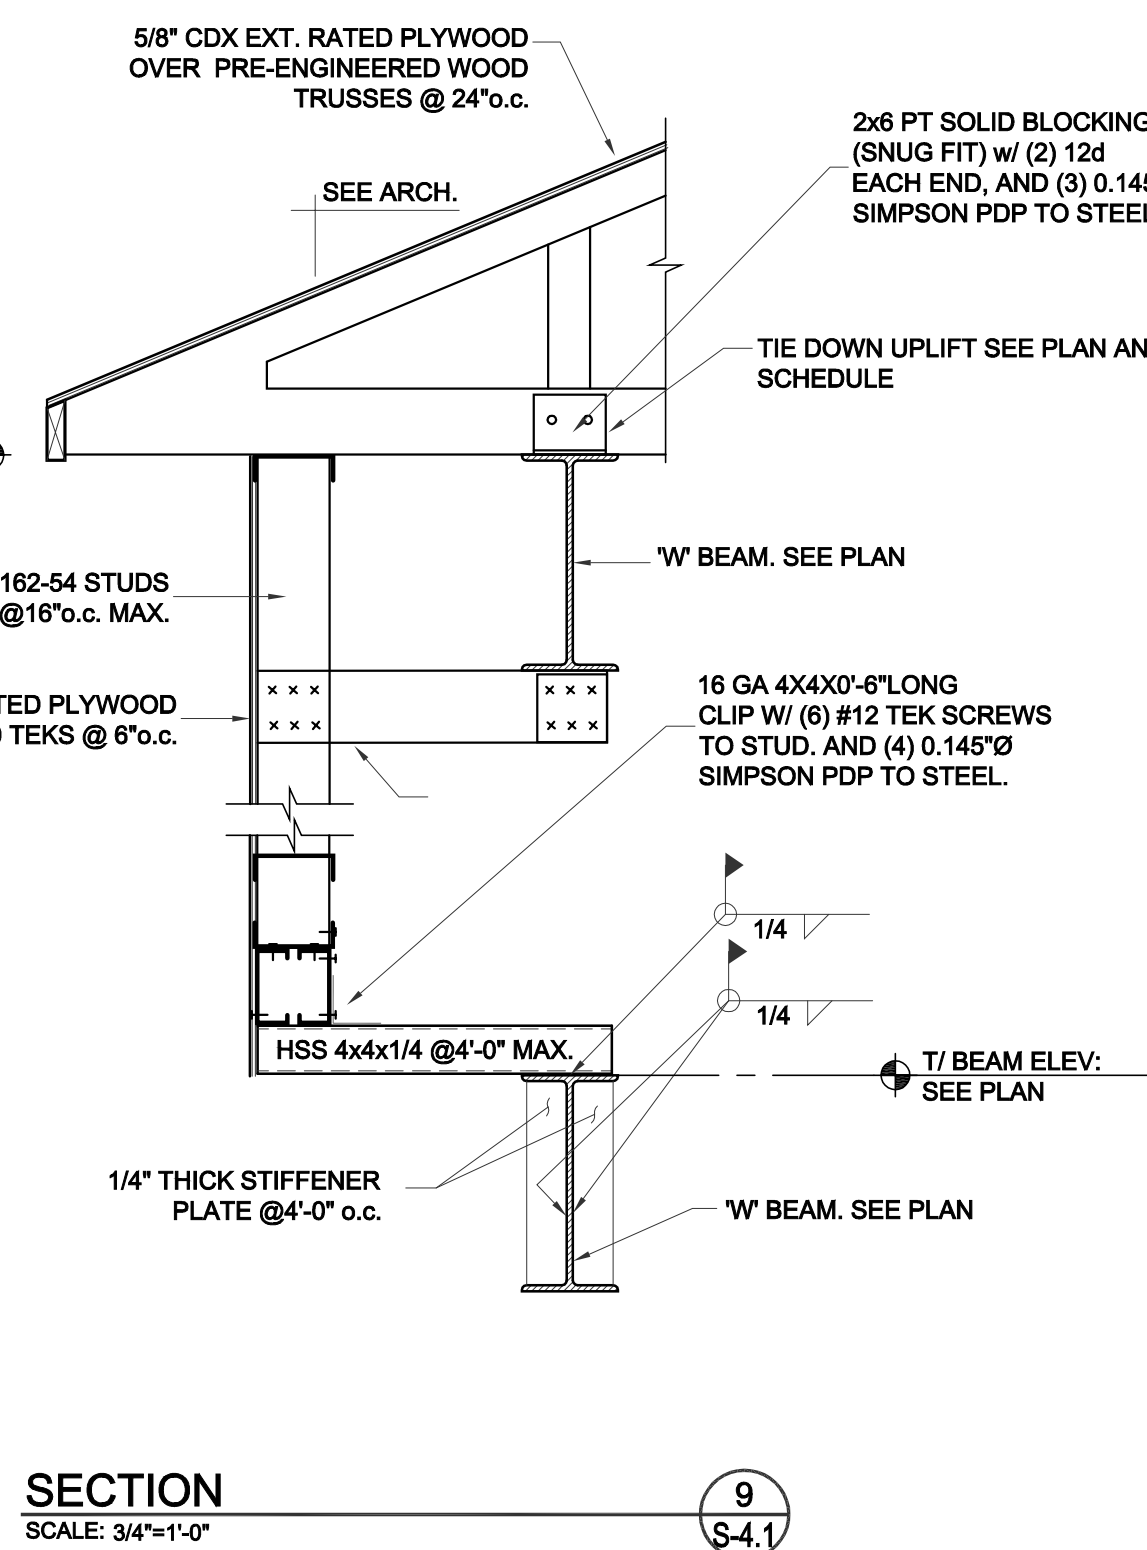 5/8" CDX EXT. RATED PLYWOOD
OVER PRE-ENGINEERED WOOD
TRUSSES @ 24"o.c.
2x6 PT SOLID BLOCKING
(SNUG FIT) w/ (2) 12d
EACH END, AND (3) 0.145
SIMPSON PDP TO STEEL
SEE ARCH.
TIE DOWN UPLIFT SEE PLAN AN
SCHEDULE
'W' BEAM. SEE PLAN
162-54 STUDS
@16"o.c. MAX.
16 GA 4X4X0'-6"LONG
CLIP W/ (6) #12 TEK SCREWS
TO STUD. AND (4) 0.145"Ø
SIMPSON PDP TO STEEL.
TED PLYWOOD
TEKS @ 6"o.c.
1/4
1/4
HSS 4x4x1/4 @4'-0" MAX.
T/ BEAM ELEV:
SEE PLAN
1/4" THICK STIFFENER
PLATE @4'-0" o.c.
'W' BEAM. SEE PLAN
SECTION
SCALE: 3/4"=1'-0"
9
S-4.1